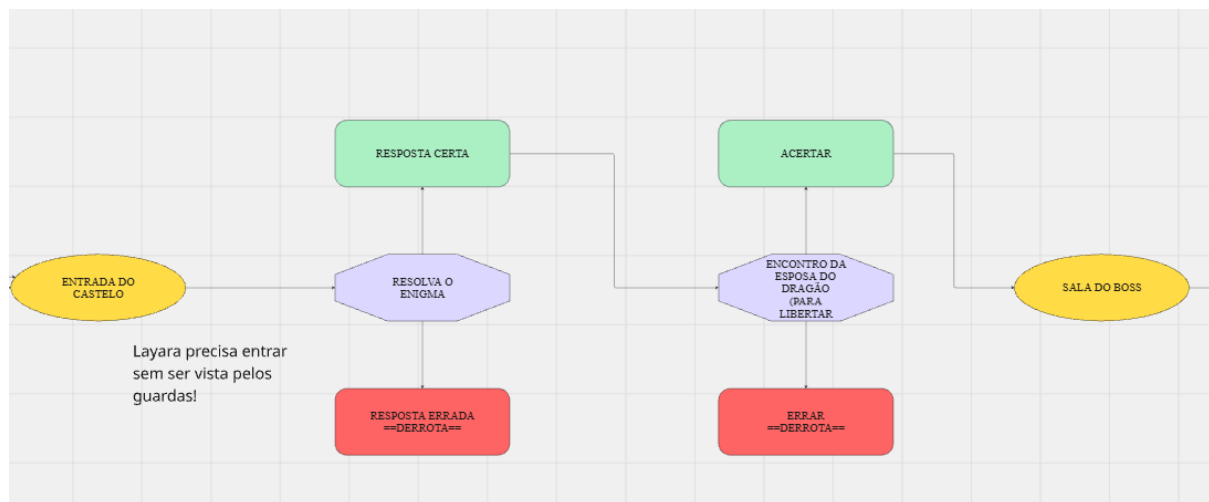 RESPOSTA CERTA
ACERTAR
ENTRADA DO
CASTELO
RESOLVA O
ENIGMA
ENCONTRO DA
ESPOSA DO
DRAGÃO
(PARA
LIBERTAR
SALA DO BOSS
Layara precisa entrar
sem ser vista pelos
guardas!
RESPOSTA ERRADA
==DERROTA==
ERRAR
==DERROTA==